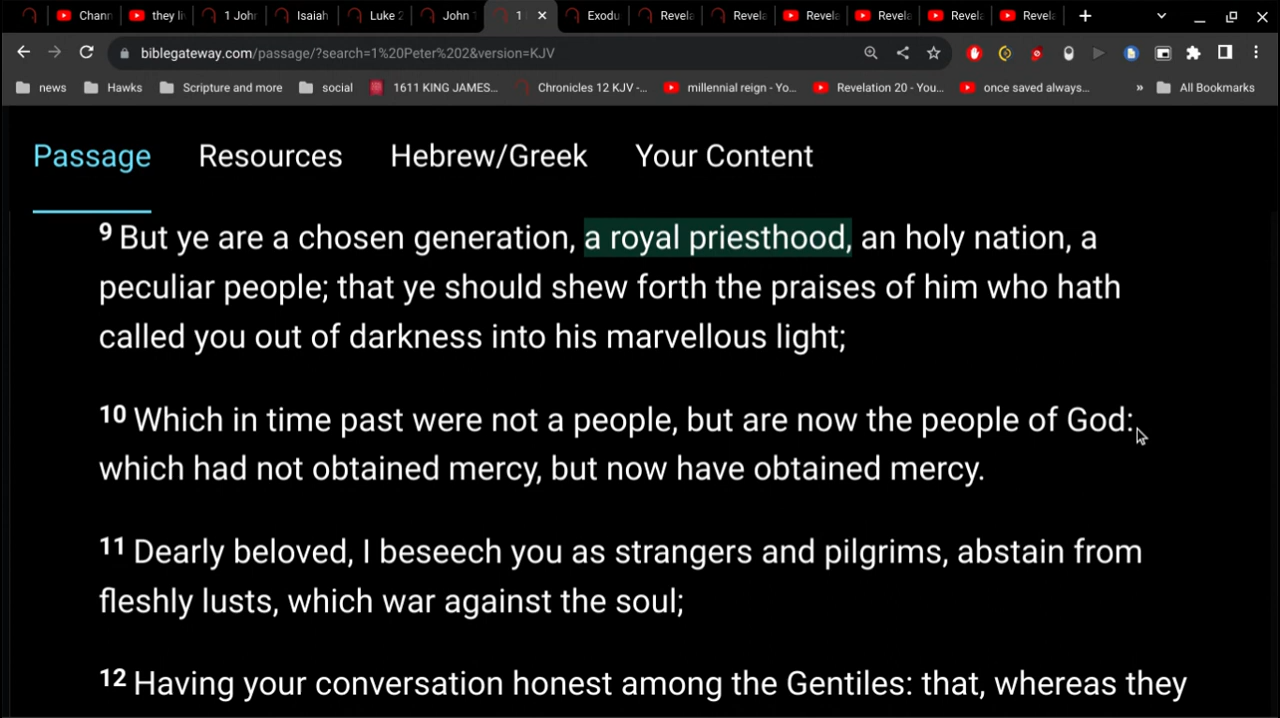 Chann they li 1 John Isaiah Luke 2 John 1 Exodu Revela Revela Revela Revela Revela Revela
biblegateway.com/passage/?search=1%20Peter%202&version=KJV
news Hawks Scripture and more social 1611 KING JAMES... Chronicles 12 KJV -... millennial reign - Yo... Revelation 20 - You... once saved always... » All Bookmarks
Passage Resources Hebrew/Greek Your Content
9 But ye are a chosen generation, a royal priesthood, an holy nation, a
peculiar people; that ye should shew forth the praises of him who hath
called you out of darkness into his marvellous light;
10 Which in time past were not a people, but are now the people of God:
which had not obtained mercy, but now have obtained mercy.
11 Dearly beloved, I beseech you as strangers and pilgrims, abstain from
fleshly lusts, which war against the soul;
12 Having your conversation honest among the Gentiles: that, whereas they